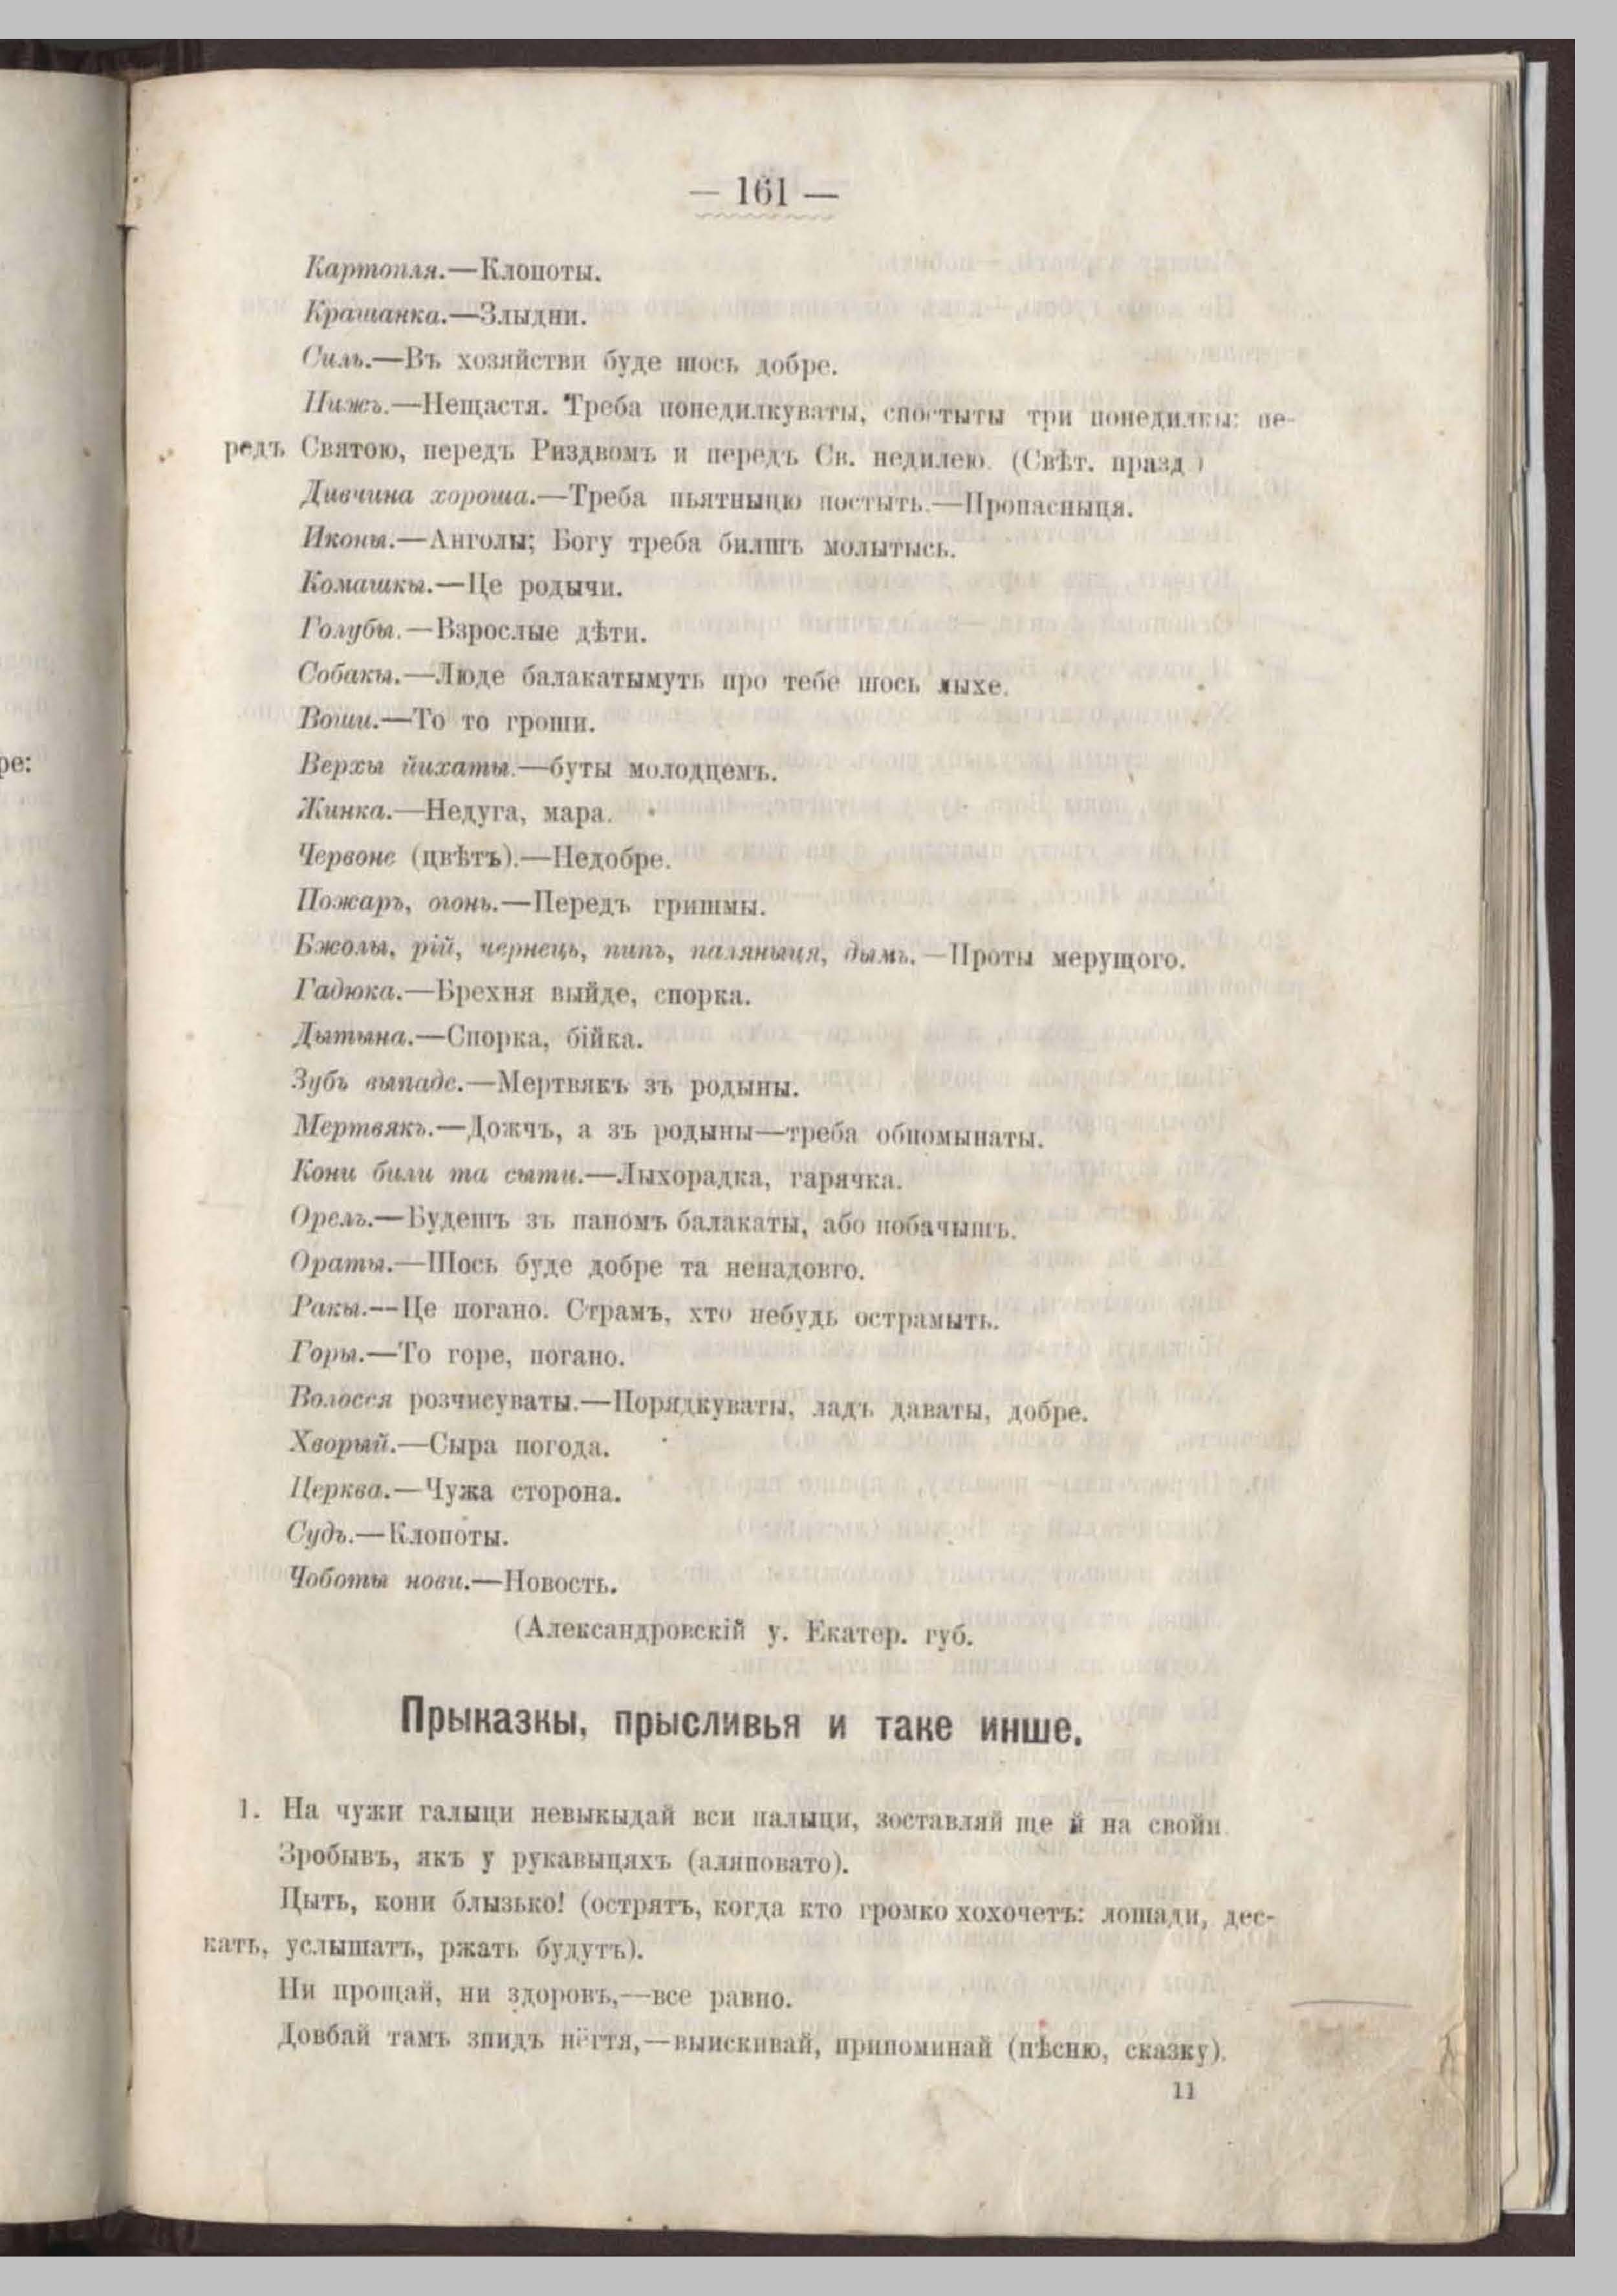 — 161 —
Картопля.—Клопоты.
Крашанка.—Злыдни.
Силь.—Въ хозяйстви буде шось добре.
Нижъ.—Нещастя. Треба понедилкуваты, спостыты три понедилкы: пе-
редъ Святою, передъ Риздвомъ и передъ Св. недилею. (Свѣт. празд.)
Дивчина хороша.—Треба пьятныцю постыть.—Пропасныця.
Иконы.—Анголы; Богу треба билшъ молытысь.
Комашкы.—Це родычи.
Голубы.—Взрослые дѣти.
Собакы.—Люде балакатымуть про тебе шось лыхе.
Воши.—То то гроши.
Верхы йихаты.—буты молодцемъ.
Жинка.—Недуга, мара.
Червоне (цвѣтъ).—Недобре.
Пожаръ, огонь.—Передъ гришмы.
Бжолы, рій, чернець, пипъ, паляныця, дымъ.—Проты мерущого.
Гадюка.—Брехня выйде, спорка.
Дытына.—Спорка, бійка.
Зубъ выпаде.—Мертвякъ зъ родыны.
Мертвякъ.—Дожчъ, а зъ родыны—треба обпомынаты.
Кони били та сыти.—Лыхорадка, гарячка.
Орелъ.—Будешъ зъ паномъ балакаты, або побачышъ.
Ораты.—Шось буде добре та ненадовго.
Ракы.—Це погано. Страмъ, хто небудь острамыть.
Горы.—То горе, погано.
Волосся розчисуваты.—Порядкуваты, ладъ даваты, добре.
Хворый.—Сыра погода.
Церква.—Чужа сторона.
Судъ.—Клопоты.
Чоботы нови.—Новость.
(Александровскій у. Екатер. губ.
Прыказкы, прысливья и таке инше.
1. На чужи галыци невыкыдай вси палыци, зоставляй ще й на свойи.
Зробывъ, якъ у рукавыцяхъ (аляповато).
Цыть, кони блызько! (острятъ, когда кто громко хохочетъ: лошади, дес-
кать, услышатъ, ржать будутъ).
Ни прощай, ни здоровъ,—все равно.
Довбай тамъ зпидъ нёгтя,—выискивай, припоминай (пѣсню, сказку).
11
ре: